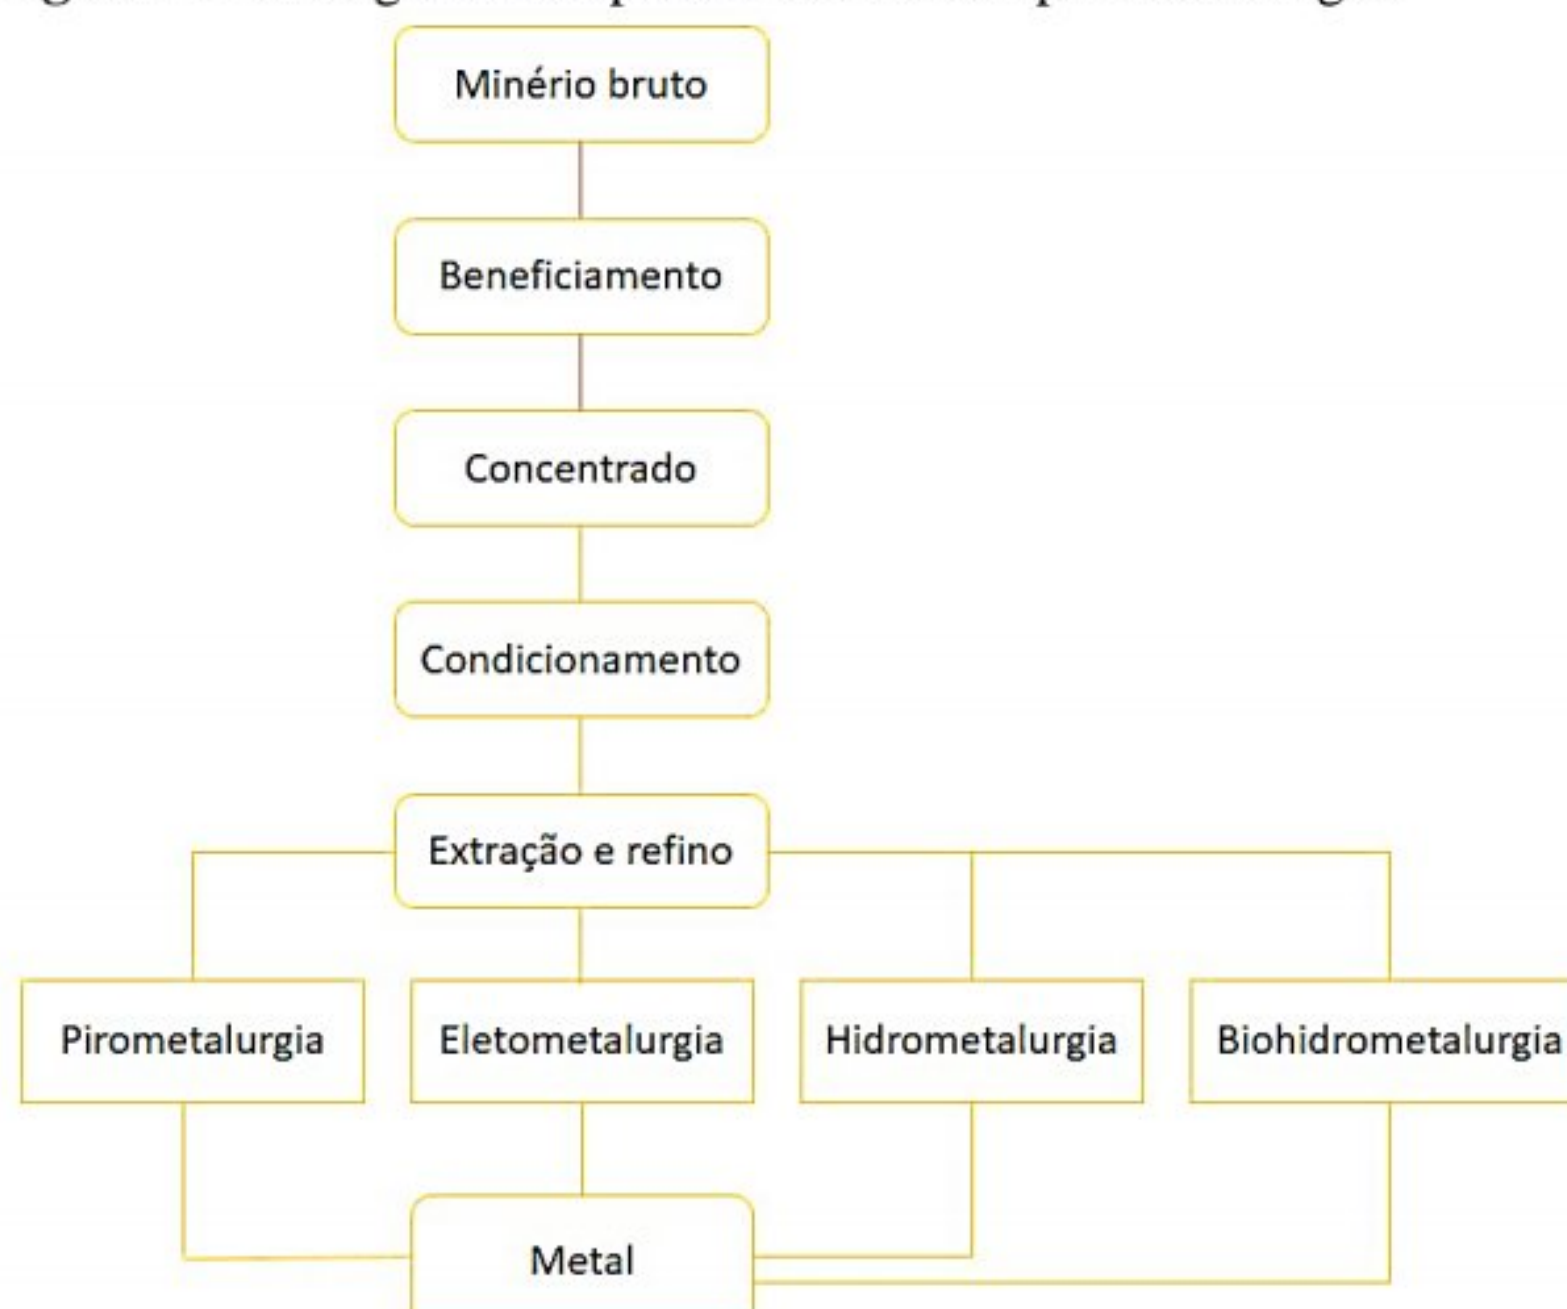 Minério bruto
Beneficiamento
Concentrado
Condicionamento
Extração e refino
Pirometalurgia
Eletometalurgia
Hidrometalurgia
Biohidrometalurgia
Metal